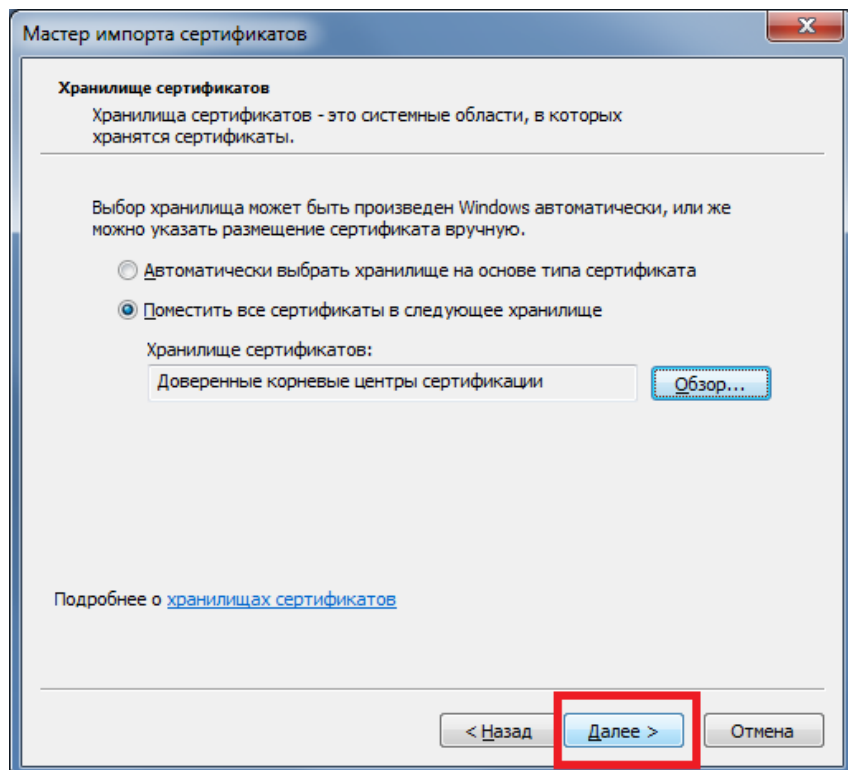 Мастер импорта сертификатов
Хранилище сертификатов
Хранилища сертификатов - это системные области, в которых
хранятся сертификаты.
Выбор хранилища может быть произведен Windows автоматически, или же
можно указать размещение сертификата вручную.
Автоматически выбрать хранилище на основе типа сертификата
Поместить все сертификаты в следующее хранилище
Хранилище сертификатов:
Доверенные корневые центры сертификации
Обзор...
Подробнее о хранилищах сертификатов
< Назад
Далее >
Отмена